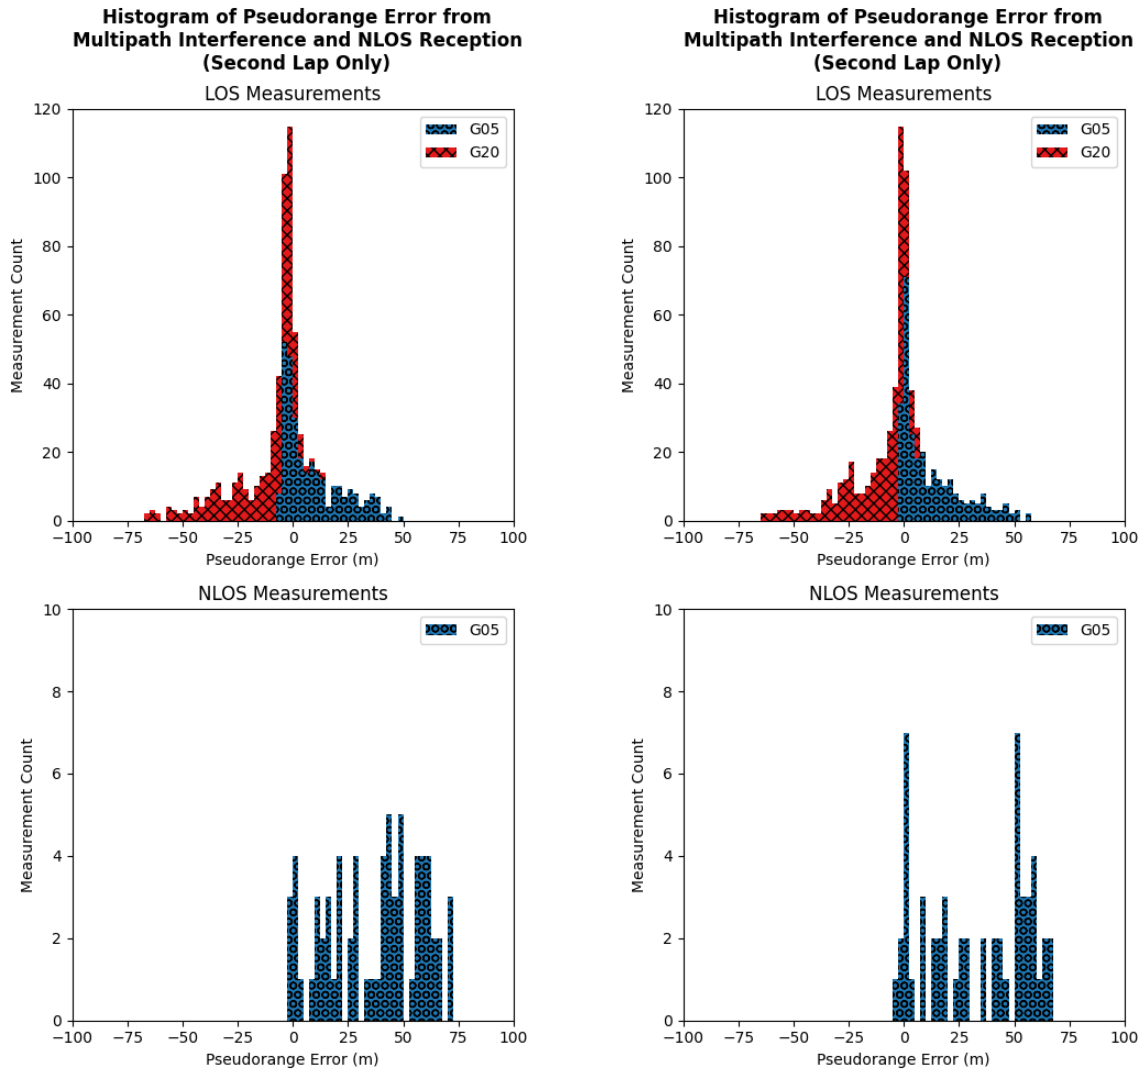 Histogram of Pseudorange Error from
Multipath Interference and NLOS Reception
(Second Lap Only)
LOS Measurements
G05
G20
120
100
80
60
40
20
0
Measurement Count
−100 −75 −50 −25 0 25 50 75 100
Pseudorange Error (m)
Histogram of Pseudorange Error from
Multipath Interference and NLOS Reception
(Second Lap Only)
LOS Measurements
G05
G20
120
100
80
60
40
20
0
Measurement Count
−100 −75 −50 −25 0 25 50 75 100
Pseudorange Error (m)
NLOS Measurements
G05
10
8
6
4
2
0
Measurement Count
−100 −75 −50 −25 0 25 50 75 100
Pseudorange Error (m)
NLOS Measurements
G05
10
8
6
4
2
0
Measurement Count
−100 −75 −50 −25 0 25 50 75 100
Pseudorange Error (m)